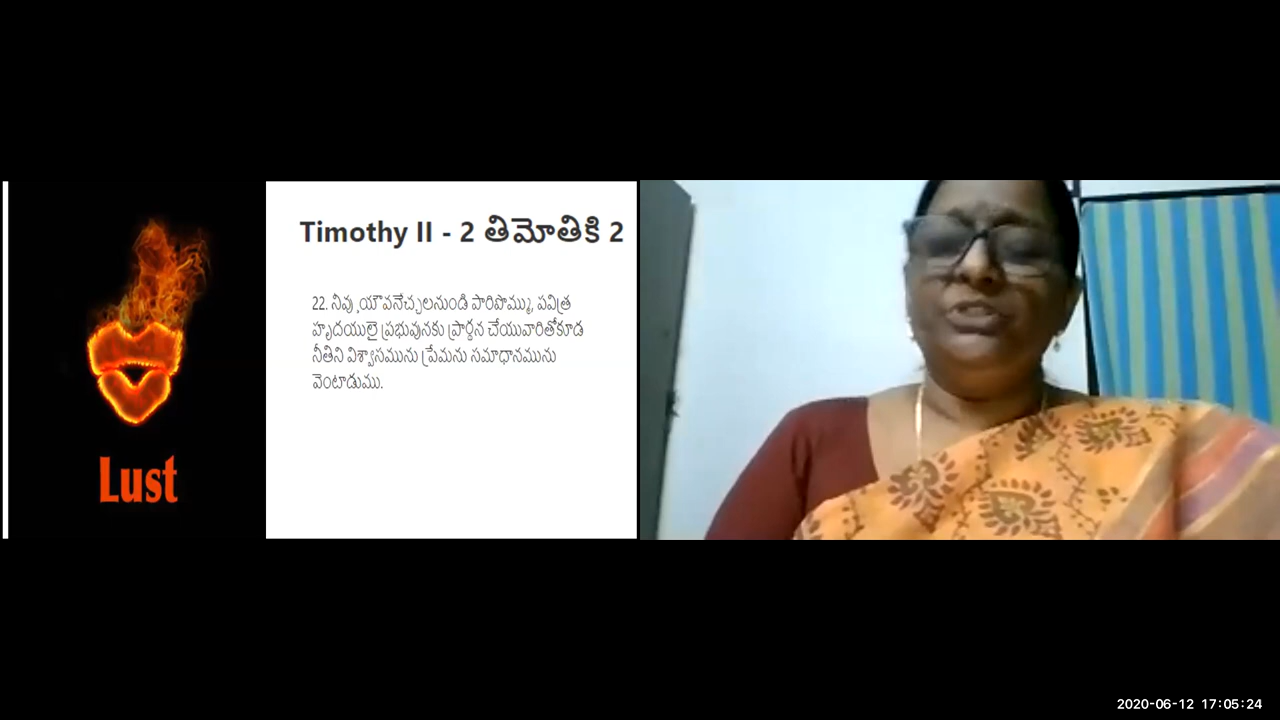 Lust
Timothy II - 2 తిమోతికి 2
22. నీవు యౌవనేచ్ఛలనుండి పారిపొమ్ము, పవిత్ర
హృదయులై ప్రభువునకు ప్రార్థన చేయువారితోకూడ
నీతిని విశ్వాసమును ప్రేమను సమాధానమును
వెంటాడుము.
2020-06-12 17:05:24